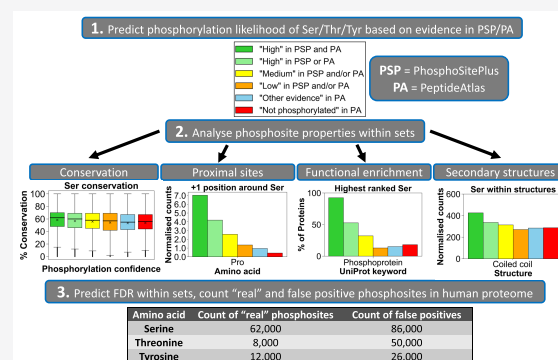 1. Predict phosphorylation likelihood of Ser/Thr/Tyr based on evidence in PSP/PA
"High" in PSP and PA
"High" in PSP or PA
"Medium" in PSP and/or PA
"Low" in PSP and/or PA
"Other evidence" in PA
"Not phosphorylated" in PA
PSP = PhosphoSitePlus
PA = PeptideAtlas
2. Analyse phosphosite properties within sets
Conservation
Ser conservation
% Conservation
100
80
60
40
20
0
Phosphorylation confidence
Proximal sites
+1 position around Ser
Normalised counts
7.0
6.0
5.0
4.0
3.0
2.0
1.0
0.0
Pro
Amino acid
Functional enrichment
Highest ranked Ser
% of Proteins
100
50
0
Phosphoprotein
UniProt keyword
Secondary structures
Ser within structures
Normalised counts
600
400
200
0
Coiled coil
Structure
3. Predict FDR within sets, count "real" and false positive phosphosites in human proteome
Amino acid Count of "real" phosphosites Count of false positives
Serine 62,000 86,000
Threonine 8,000 50,000
Tyrosine 12,000 26,000